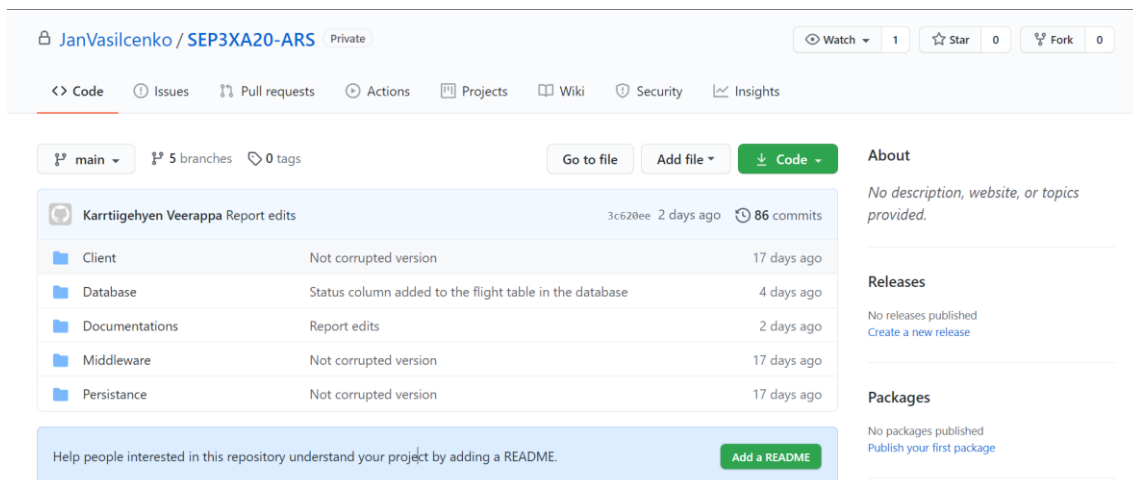 JanVasilcenko / SEP3XA20-ARS Private
Watch 1 Star 0 Fork 0
<> Code Issues Pull requests Actions Projects Wiki Security Insights
main 5 branches 0 tags Go to file Add file Code
Karrtiigehyen Veerappa Report edits 3c620ee 2 days ago 86 commits
Client Not corrupted version 17 days ago
Database Status column added to the flight table in the database 4 days ago
Documentations Report edits 2 days ago
Middleware Not corrupted version 17 days ago
Persistance Not corrupted version 17 days ago
Help people interested in this repository understand your project by adding a README. Add a README
About
No description, website, or topics
provided.
Releases
No releases published
Create a new release
Packages
No packages published
Publish your first package